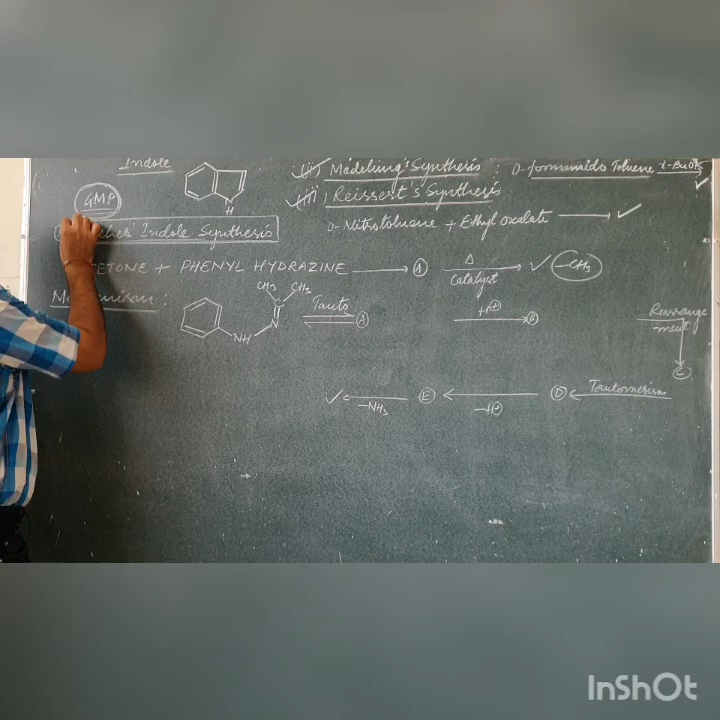 Indole
(ii) Madelung's Synthesis : O-formamido Toluene t-BuOK
GMP
(iii) Reissert's Synthesis
O-Nitrotoluene + Ethyl oxalate
Indole Synthesis
ETONE + PHENYL HYDRAZINE → A Δ Catalyst -CH3
:
CH3 CH3
NH N
Tauto A
H⊕ B
Rearrange
ment
C
-NH3 E -H⊕ D Tautomerism
N
H
InShOt